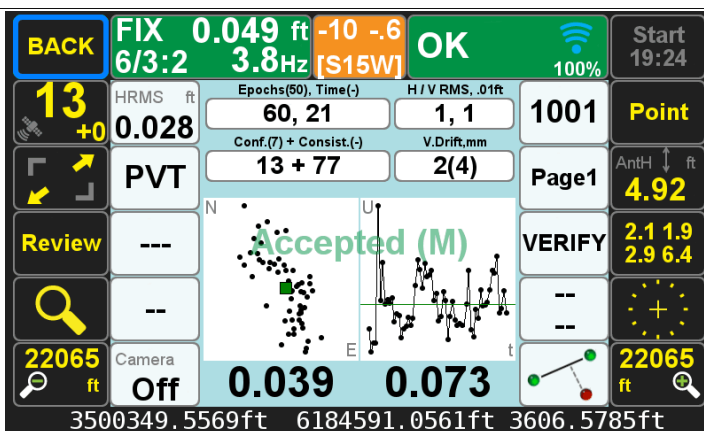 BACK
FIX 0.049 ft
6/3:2 3.8Hz
-10 -.6
[S15W]
OK
100%
Start
19:24
13
+0
HRMS ft
0.028
Epochs(50), Time(-)
60, 21
H / V RMS, .01ft
1, 1
1001
Point
PVT
Conf.(7) + Consist.(-)
13 + 77
V.Drift,mm
2(4)
Page1
AntH ft
4.92
Review
---
N
U
Accepted (M)
VERIFY
2.1 1.9
2.9 6.4
--
--
--
E
t
22065
ft
Camera
Off
0.039
0.073
22065
ft
3500349.5569ft 6184591.0561ft 3606.5785ft